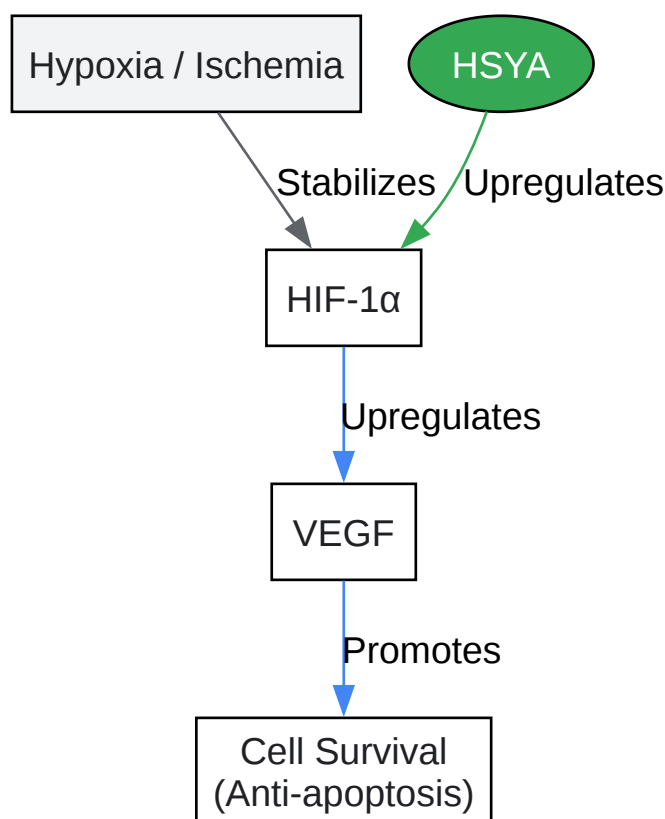 Hypoxia / Ischemia
HSYA
Stabilizes
Upregulates
HIF-1α
Upregulates
VEGF
Promotes
Cell Survival
(Anti-apoptosis)